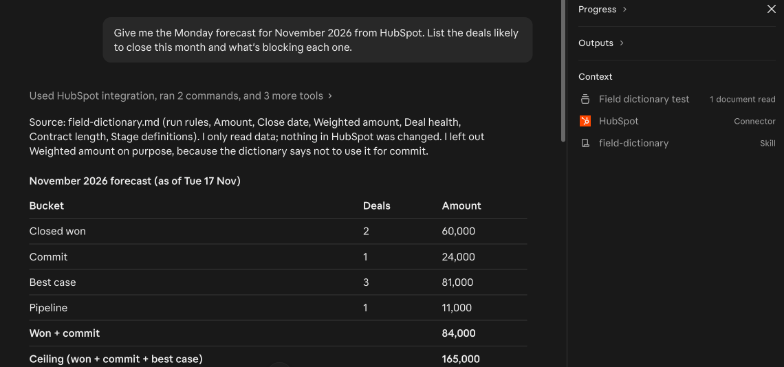 Give me the Monday forecast for November 2026 from HubSpot. List the deals likely
to close this month and what's blocking each one.
Used HubSpot integration, ran 2 commands, and 3 more tools >
Source: field-dictionary.md (run rules, Amount, Close date, Weighted amount, Deal health,
Contract length, Stage definitions). I only read data; nothing in HubSpot was changed. I left out
Weighted amount on purpose, because the dictionary says not to use it for commit.
November 2026 forecast (as of Tue 17 Nov)
Bucket Deals Amount
Closed won 2 60,000
Commit 1 24,000
Best case 3 81,000
Pipeline 1 11,000
Won + commit 84,000
Ceiling (won + commit + best case) 165,000
Progress >
Outputs >
Context
Field dictionary test 1 document read
HubSpot Connector
field-dictionary Skill